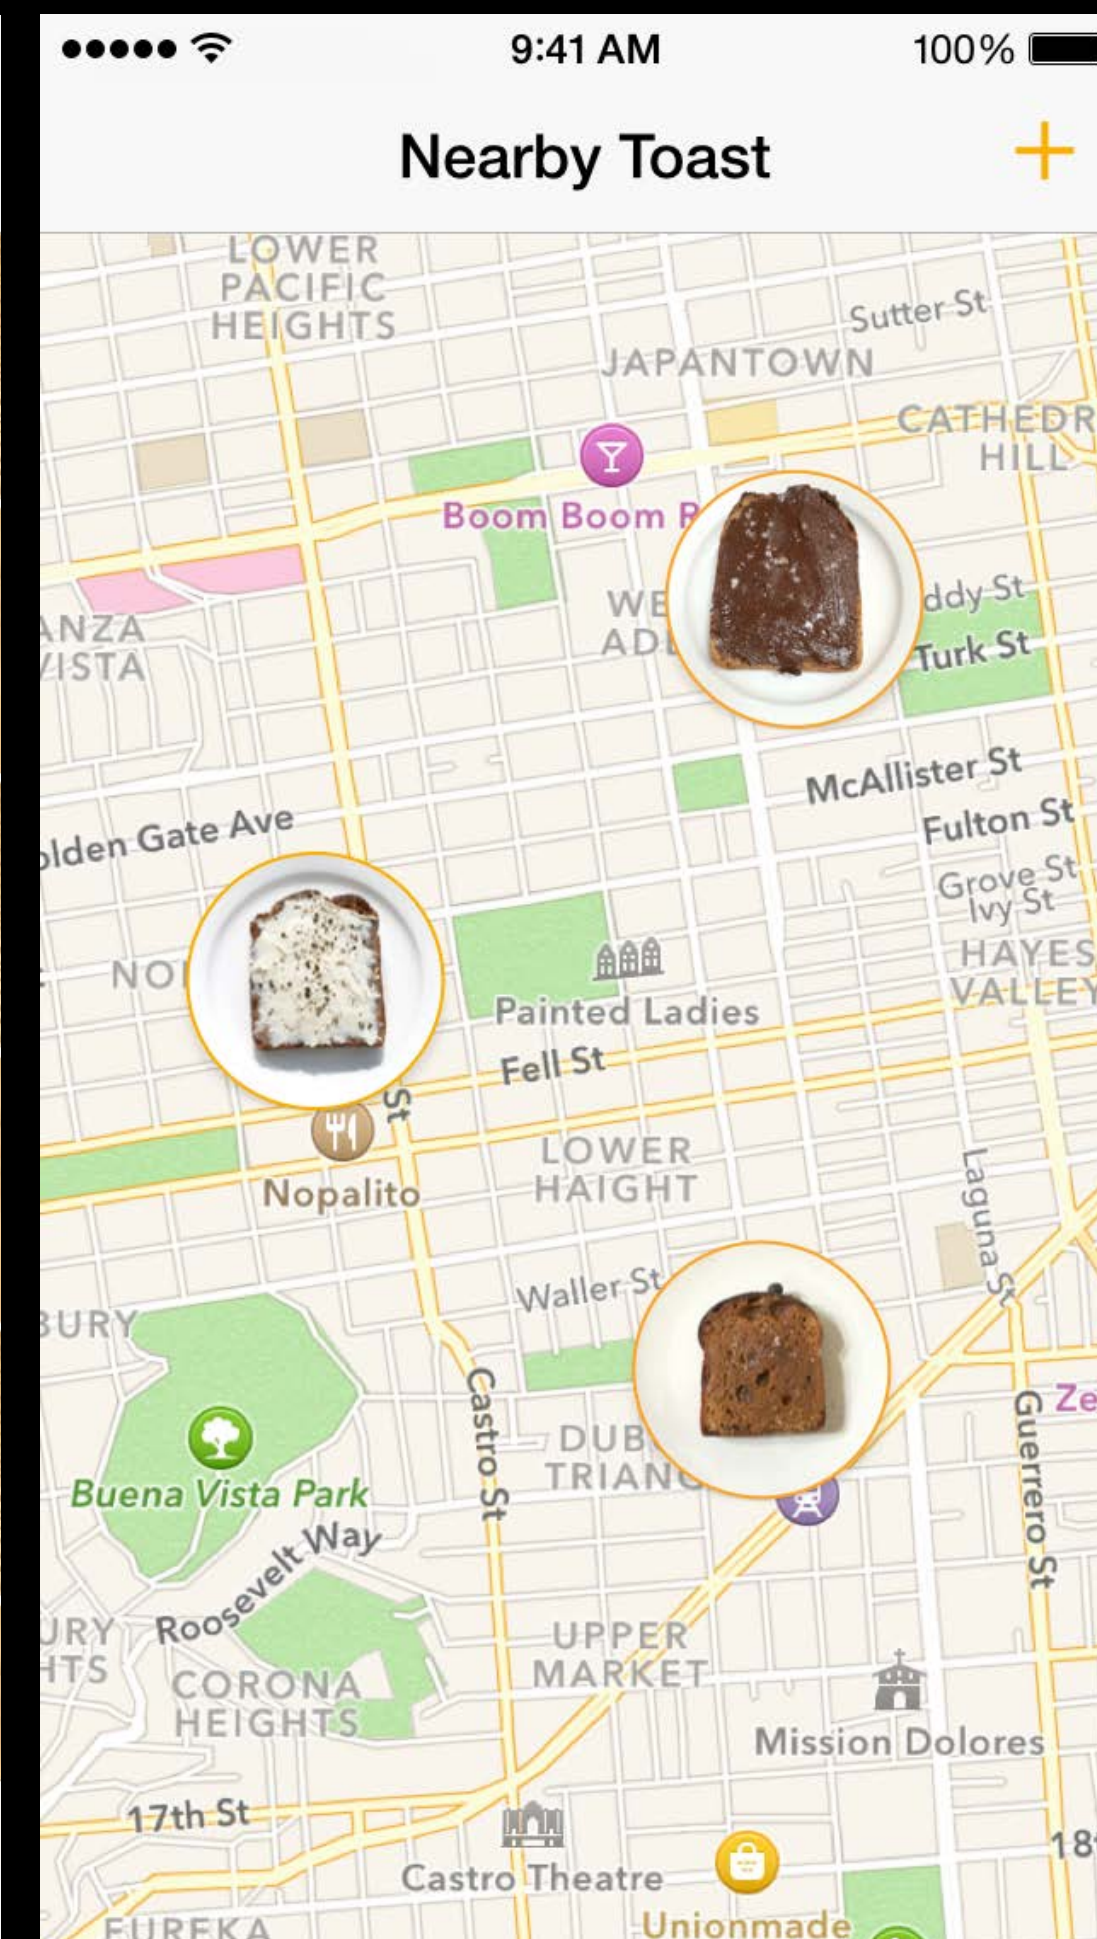 9:41 AM
100%
Nearby Toast
LOWER
PACIFIC
HEIGHTS
Sutter St
JAPANTOWN
CATHEDR
HILL
Boom Boom R
WE
AD
ddy St
Turk St
ANZA
VISTA
McAllister St
Fulton St
olden Gate Ave
Grove St
Ivy St
NO
HAYES
VALLEY
Painted Ladies
Fell St
St
LOWER
HAIGHT
Nopalito
Laguna St
Waller St
BURY
Castro St
Guerrero St
Ze
DUB
TRIANG
Buena Vista Park
Roosevelt Way
URY
HTS
UPPER
MARKET
CORONA
HEIGHTS
Mission Dolores
17th St
18
Castro Theatre
Unionmade
EUREKA